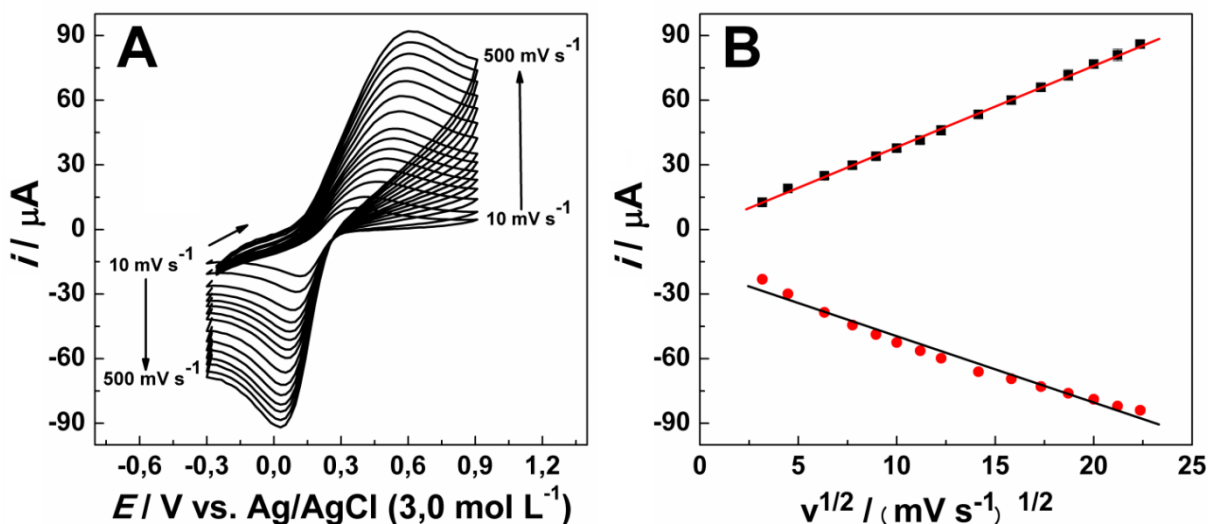 A
90
60
30
0
-30
-60
-90
i / μA
500 mV s⁻¹
10 mV s⁻¹
10 mV s⁻¹
500 mV s⁻¹
-0,6 -0,3 0,0 0,3 0,6 0,9 1,2
E / V vs. Ag/AgCl (3,0 mol L⁻¹)
B
90
60
30
0
-30
-60
-90
i / μA
0 5 10 15 20 25
v¹/² / (mV s⁻¹) ¹/²